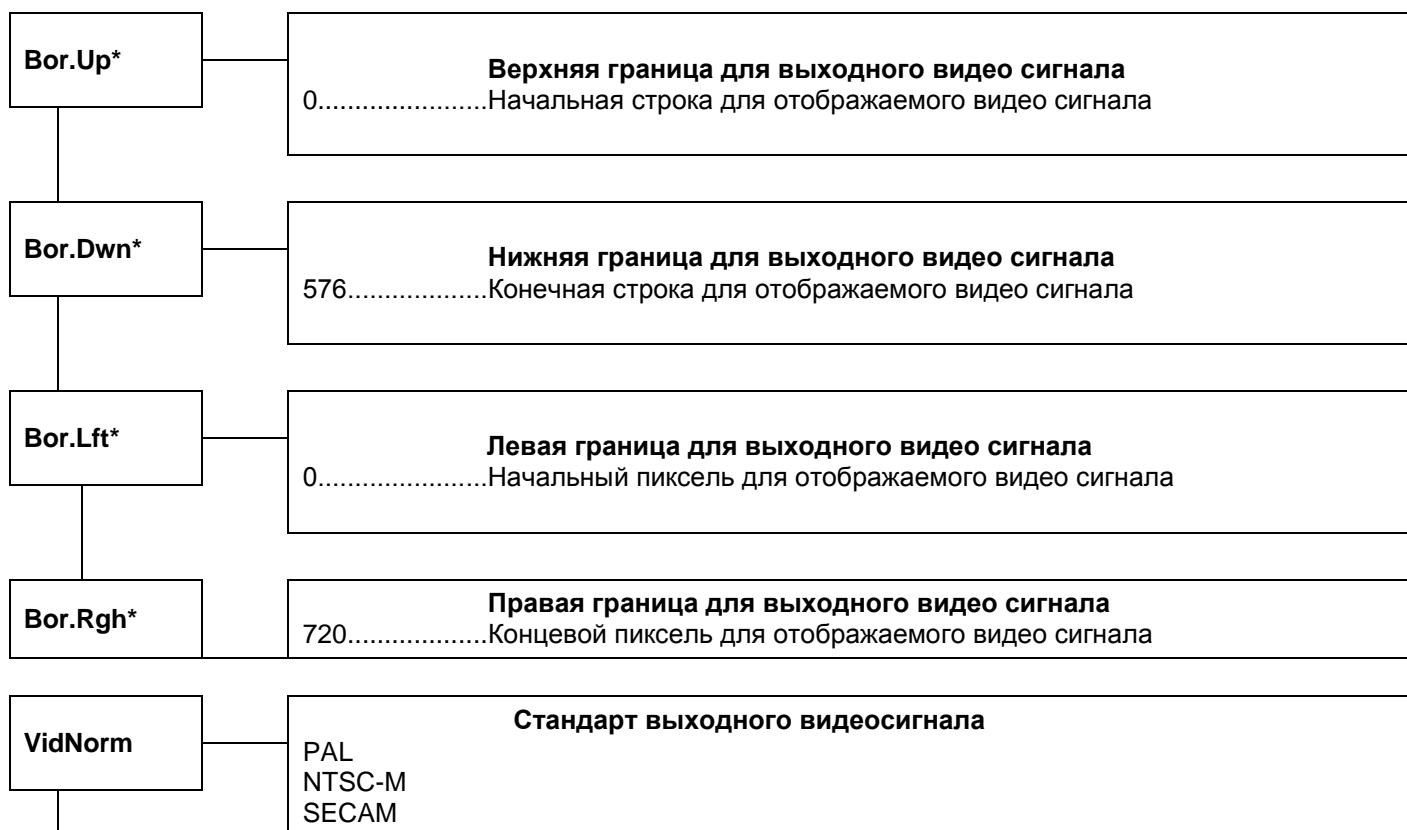 Bor.Up*
Верхняя граница для выходного видео сигнала
0.......................Начальная строка для отображаемого видео сигнала
Bor.Dwn*
Нижняя граница для выходного видео сигнала
576...................Конечная строка для отображаемого видео сигнала
Bor.Lft*
Левая граница для выходного видео сигнала
0.......................Начальный пиксель для отображаемого видео сигнала
Bor.Rgh*
Правая граница для выходного видео сигнала
720...................Концевой пиксель для отображаемого видео сигнала
VidNorm
Стандарт выходного видеосигнала
PAL
NTSC-M
SECAM